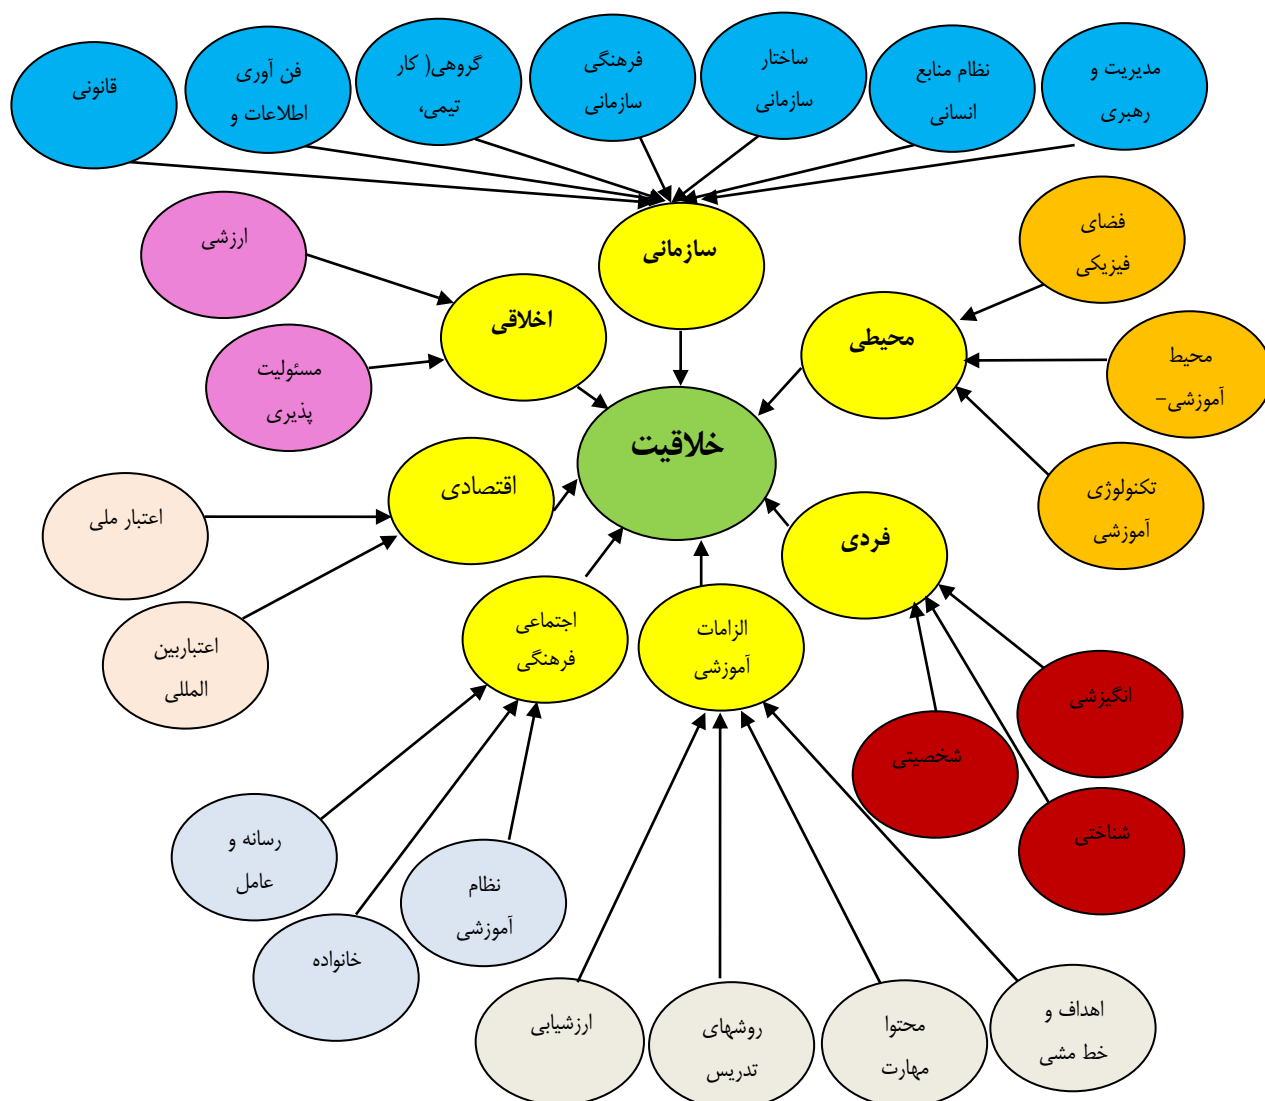 مدیریت و
رهبری
نظام منابع
انسانی
ساختار
سازمانی
فرهنگی
سازمانی
گروهی( کار
تیمی،
فن آوری
اطلاعات و
قانونی
سازمانی
فضای
فیزیکی
محیطی
محیط
آموزشی–
تکنولوژی
آموزشی
ارزشی
اخلاقی
مسئولیت
پذیری
خلاقیت
اقتصادی
اعتبار ملی
اعتباربین
المللی
فردی
انگیزشی
شخصیتی
شناختی
الزامات
آموزشی
اجتماعی
فرهنگی
رسانه و
عامل
نظام
آموزشی
خانواده
اهداف و
خط مشی
محتوا
مهارت
روشهای
تدریس
ارزشیابی